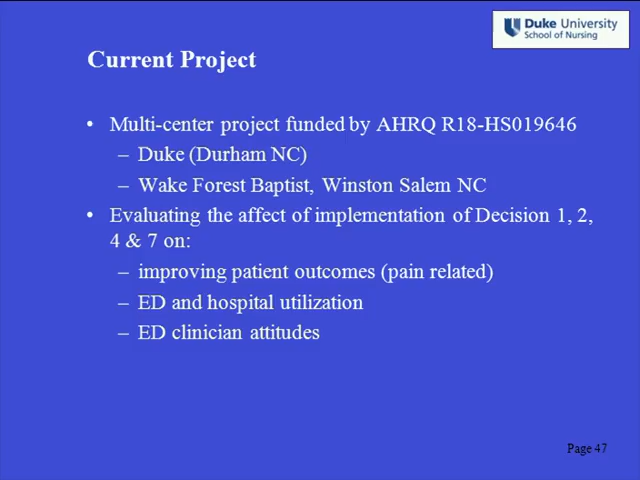 Duke University
School of Nursing
Current Project
• Multi-center project funded by AHRQ R18-HS019646
– Duke (Durham NC)
– Wake Forest Baptist, Winston Salem NC
• Evaluating the affect of implementation of Decision 1, 2,
4 & 7 on:
– improving patient outcomes (pain related)
– ED and hospital utilization
– ED clinician attitudes
Page 47